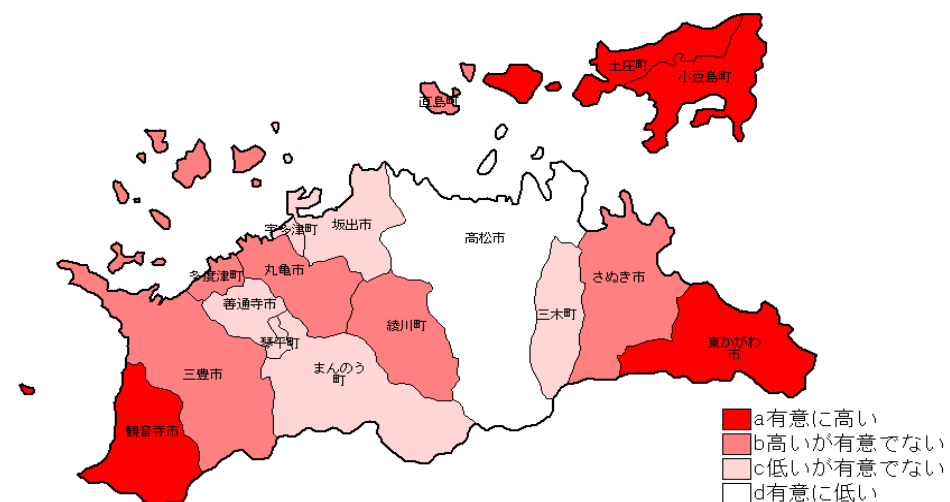 土庄町
小豆島町
直島町
宇多津町
坂出市
高松市
多度津町
丸亀市
さぬき市
善通寺市
三木町
綾川町
琴平町
東かがわ
市
まんのう
町
三豊市
観音寺市
a有意に高い
b高いが有意でない
c低いが有意でない
d有意に低い